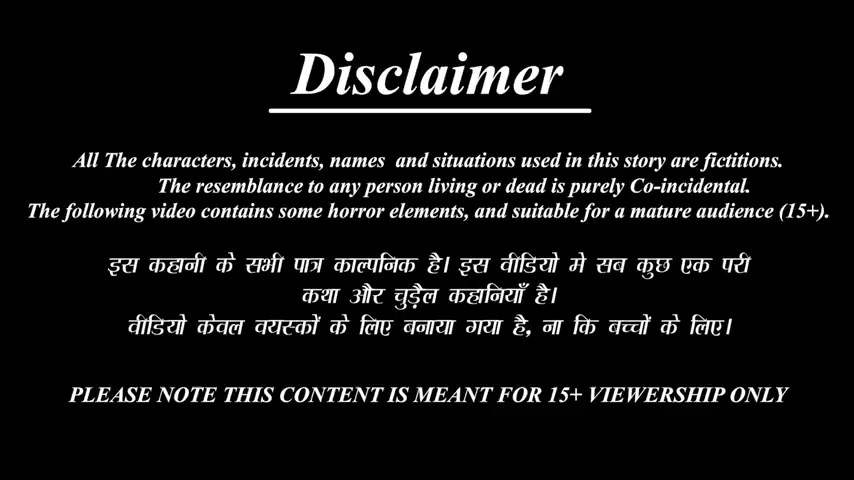 Disclaimer
All The characters, incidents, names and situations used in this story are fictitions.
The resemblance to any person living or dead is purely Co-incidental.
The following video contains some horror elements, and suitable for a mature audience (15+).
इस कहानी के सभी पात्र काल्पनिक है। इस वीडियो मे सब कुछ एक परी
कथा और चुड़ैल कहानियाँ है।
वीडियो केवल वयस्कों के लिए बनाया गया है, ना कि बच्चों के लिए।
PLEASE NOTE THIS CONTENT IS MEANT FOR 15+ VIEWERSHIP ONLY